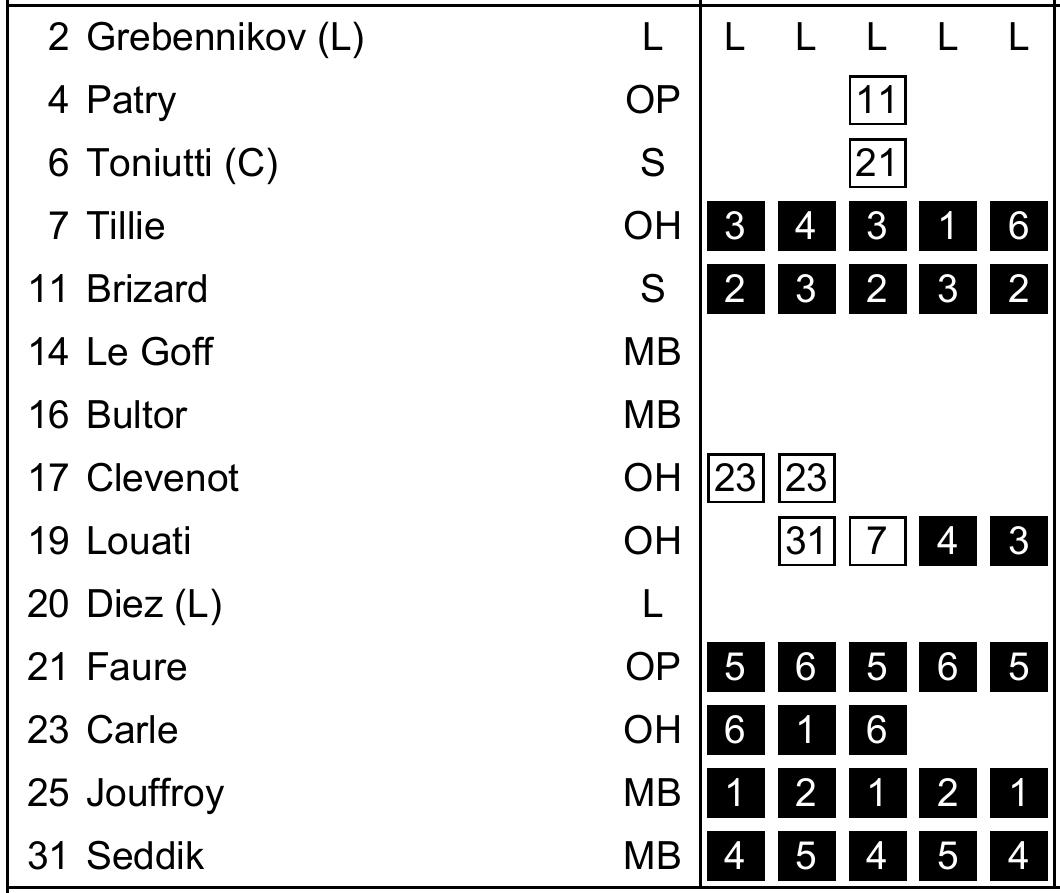 2 Grebennikov (L) L L L L L L
4 Patry OP 11
6 Toniutti (C) S 21
7 Tillie OH 3 4 3 1 6
11 Brizard S 2 3 2 3 2
14 Le Goff MB
16 Bultor MB
17 Clevenot OH 23 23
19 Louati OH 31 7 4 3
20 Diez (L) L
21 Faure OP 5 6 5 6 5
23 Carle OH 6 1 6
25 Jouffroy MB 1 2 1 2 1
31 Seddik MB 4 5 4 5 4